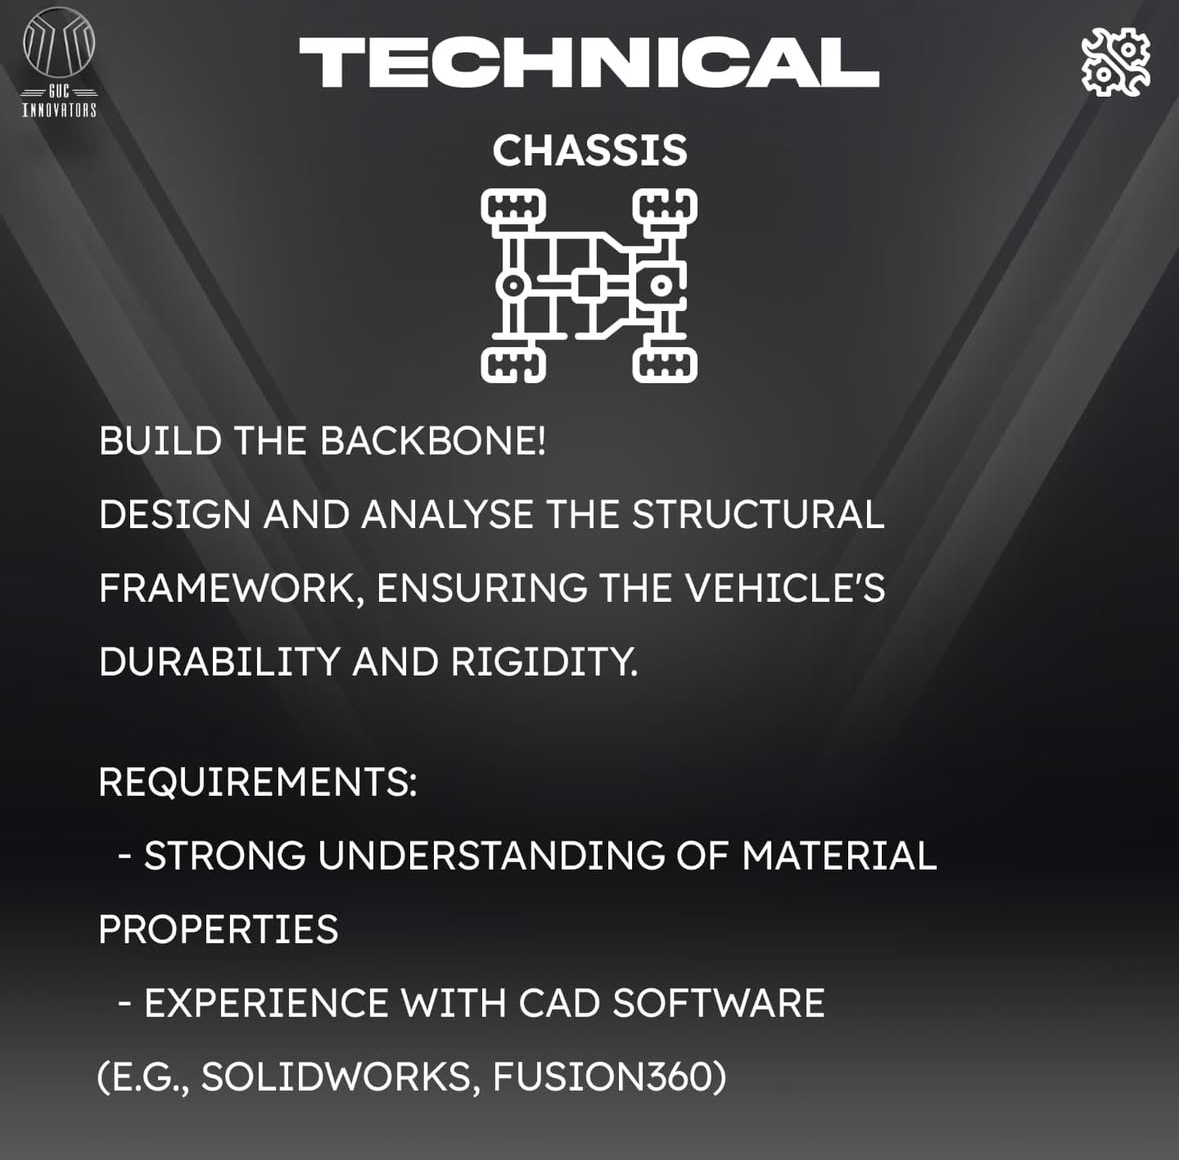 GUC
INNOVATORS
TECHNICAL
CHASSIS
BUILD THE BACKBONE!
DESIGN AND ANALYSE THE STRUCTURAL
FRAMEWORK, ENSURING THE VEHICLE'S
DURABILITY AND RIGIDITY.
REQUIREMENTS:
- STRONG UNDERSTANDING OF MATERIAL
PROPERTIES
- EXPERIENCE WITH CAD SOFTWARE
(E.G., SOLIDWORKS, FUSION360)